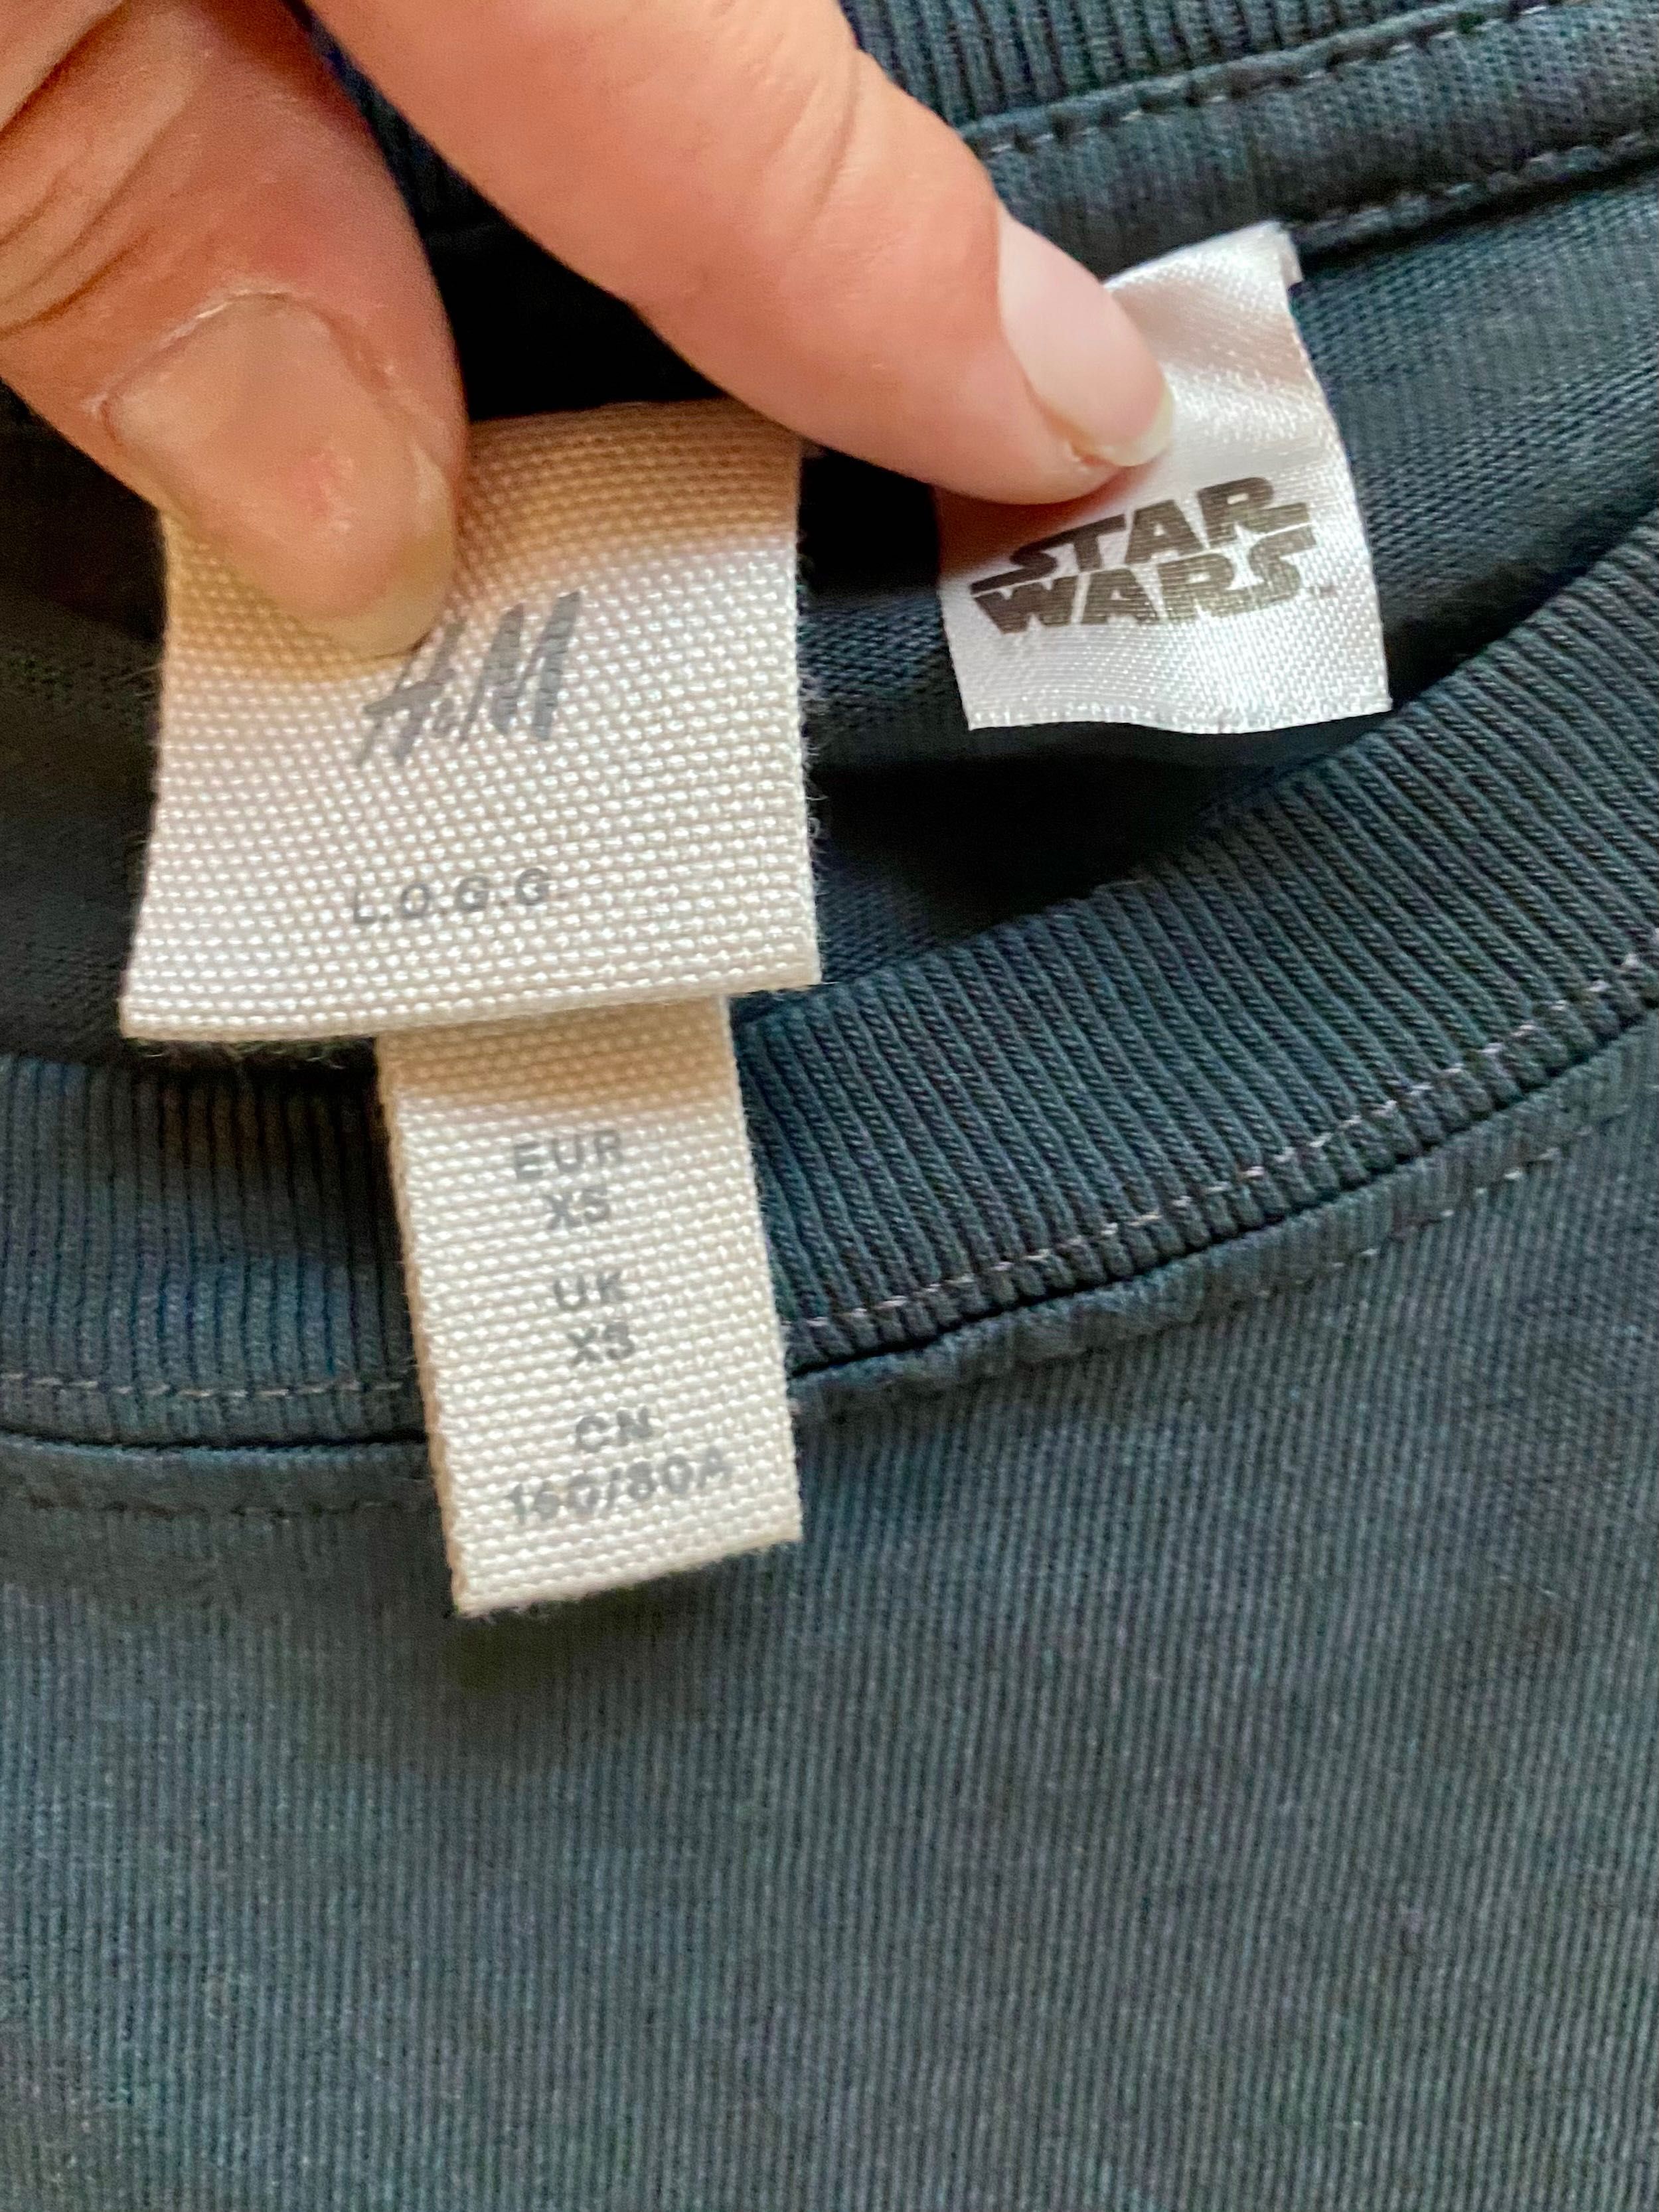 H&M
L.O.G.G
EUR
XS
UK
XS
CN
160/80A
STAR
WARS